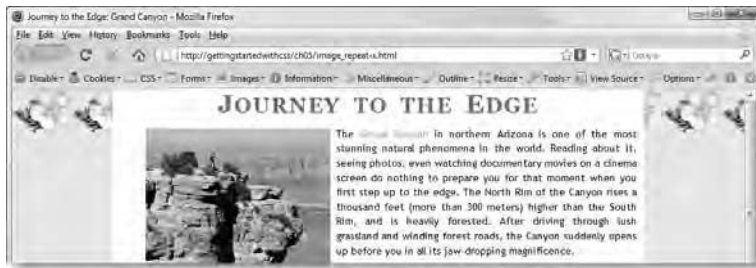 Journey to the Edge: Grand Canyon - Mozilla Firefox
File Edit View History Bookmarks Tools Help
http://gettingstartedwithcss/ch05/image_repeat-x.html
Disable Cookies CSS Forms Images Information Miscellaneous Outline Resize Tools View Source Options
JOURNEY TO THE EDGE
The Grand Canyon in northern Arizona is one of the most
stunning natural phenomena in the world. Reading about it,
seeing photos, even watching documentary movies on a cinema
screen do nothing to prepare you for that moment when you
first step up to the edge. The North Rim of the Canyon rises a
thousand feet (more than 300 meters) higher than the South
Rim, and is heavily forested. After driving through lush
grassland and winding forest roads, the Canyon suddenly opens
up before you in all its jaw-dropping magnificence.